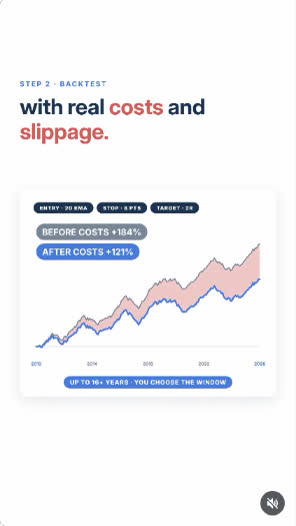 STEP 2 · BACKTEST
with real costs and
slippage.
ENTRY · 20 EMA STOP · 8 PTS TARGET · 2R
BEFORE COSTS +184%
AFTER COSTS +121%
2014
2026
UP TO 16+ YEARS · YOU CHOOSE THE WINDOW